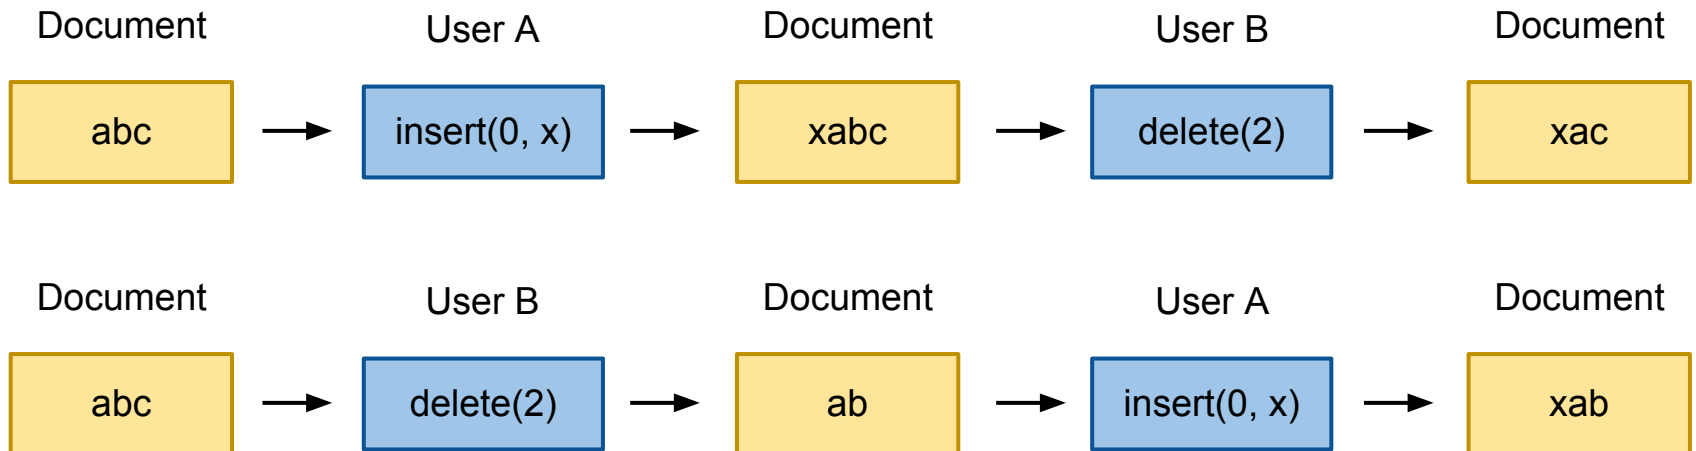 Document User A Document User B Document
abc insert(0, x) xabc delete(2) xac
Document User B Document User A Document
abc delete(2) ab insert(0, x) xab